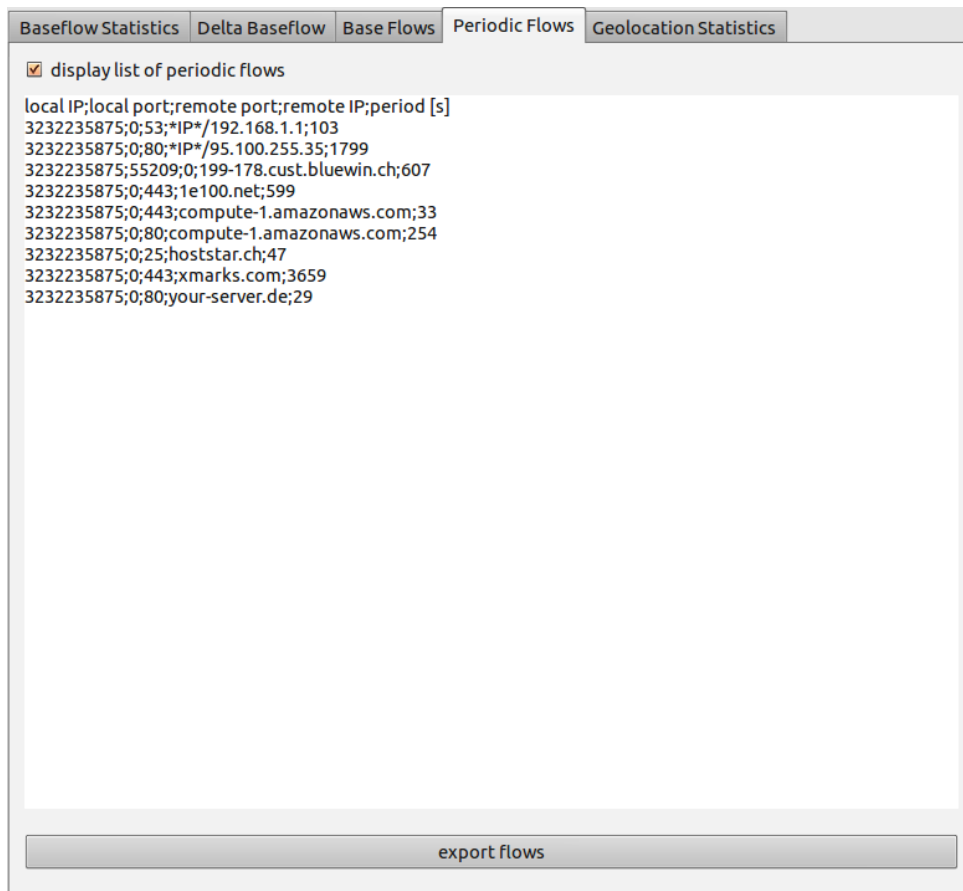 Baseflow Statistics Delta Baseflow Base Flows Periodic Flows Geolocation Statistics
display list of periodic flows
local IP;local port;remote port;remote IP;period [s]
3232235875;0;53;*IP*/192.168.1.1;103
3232235875;0;80;*IP*/95.100.255.35;1799
3232235875;55209;0;199-178.cust.bluewin.ch;607
3232235875;0;443;1e100.net;599
3232235875;0;443;compute-1.amazonaws.com;33
3232235875;0;80;compute-1.amazonaws.com;254
3232235875;0;25;hoststar.ch;47
3232235875;0;443;xmarks.com;3659
3232235875;0;80;your-server.de;29
export flows